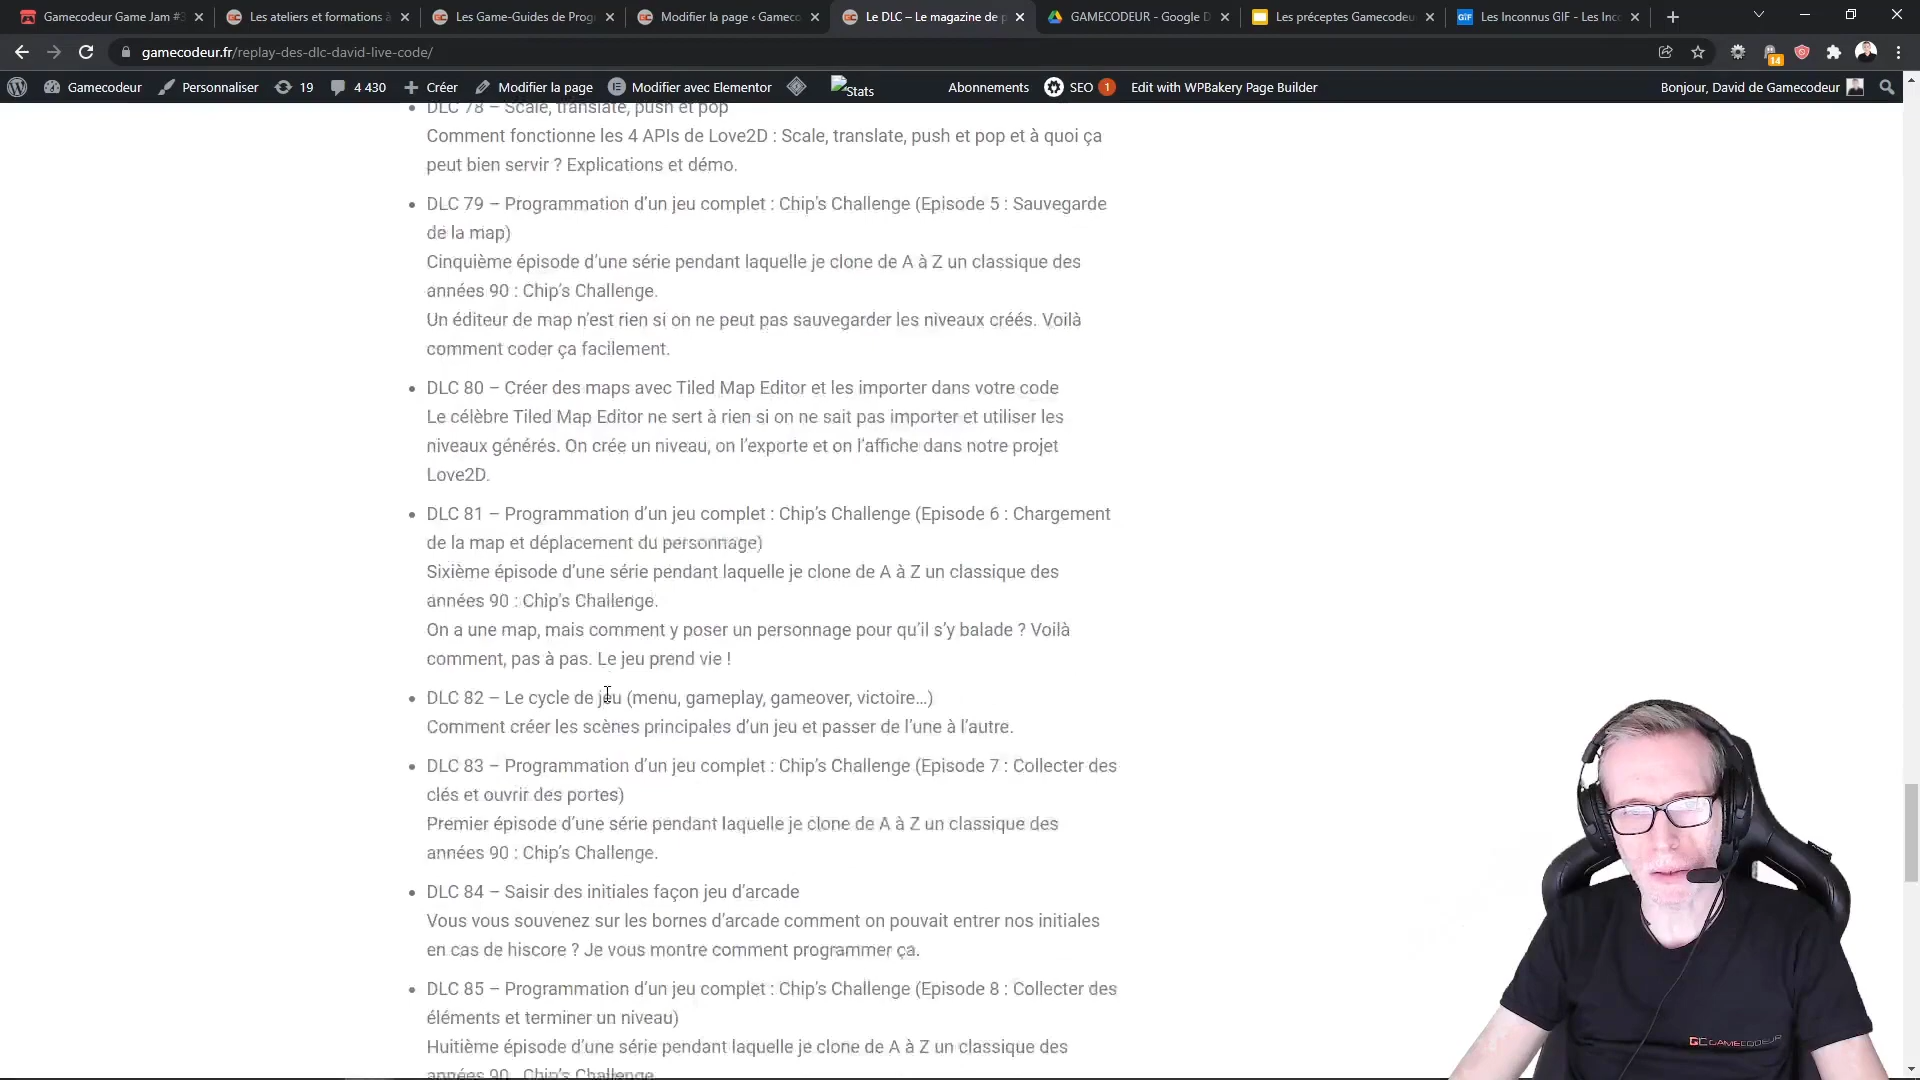 Gamecodeur Game Jam #3
Les ateliers et formations à
Les Game-Guides de Prog
Modifier la page ‹ Gameco
Le DLC – Le magazine de p
GAMECODEUR - Google D
Les préceptes Gamecodeu
Les Inconnus GIF - Les Inc
gamecodeur.fr/replay-des-dlc-david-live-code/
14
Gamecodeur
Personnaliser
19
4 430
Créer
Modifier la page
Modifier avec Elementor
Stats
Abonnements
SEO 1
Edit with WPBakery Page Builder
Bonjour, David de Gamecodeur
DLC 78 – Scale, translate, push et pop
Comment fonctionne les 4 APIs de Love2D : Scale, translate, push et pop et à quoi ça
peut bien servir ? Explications et démo.
DLC 79 – Programmation d'un jeu complet : Chip's Challenge (Episode 5 : Sauvegarde
de la map)
Cinquième épisode d'une série pendant laquelle je clone de A à Z un classique des
années 90 : Chip's Challenge.
Un éditeur de map n'est rien si on ne peut pas sauvegarder les niveaux créés. Voilà
comment coder ça facilement.
DLC 80 – Créer des maps avec Tiled Map Editor et les importer dans votre code
Le célèbre Tiled Map Editor ne sert à rien si on ne sait pas importer et utiliser les
niveaux générés. On crée un niveau, on l'exporte et on l'affiche dans notre projet
Love2D.
DLC 81 – Programmation d'un jeu complet : Chip's Challenge (Episode 6 : Chargement
de la map et déplacement du personnage)
Sixième épisode d'une série pendant laquelle je clone de A à Z un classique des
années 90 : Chip's Challenge.
On a une map, mais comment y poser un personnage pour qu'il s'y balade ? Voilà
comment, pas à pas. Le jeu prend vie !
DLC 82 – Le cycle de jeu (menu, gameplay, gameover, victoire…)
Comment créer les scènes principales d'un jeu et passer de l'une à l'autre.
DLC 83 – Programmation d'un jeu complet : Chip's Challenge (Episode 7 : Collecter des
clés et ouvrir des portes)
Premier épisode d'une série pendant laquelle je clone de A à Z un classique des
années 90 : Chip's Challenge.
DLC 84 – Saisir des initiales façon jeu d'arcade
Vous vous souvenez sur les bornes d'arcade comment on pouvait entrer nos initiales
en cas de hiscore ? Je vous montre comment programmer ça.
DLC 85 – Programmation d'un jeu complet : Chip's Challenge (Episode 8 : Collecter des
éléments et terminer un niveau)
Huitième épisode d'une série pendant laquelle je clone de A à Z un classique des
années 90 : Chip's Challenge.
GC GAMECODEUR